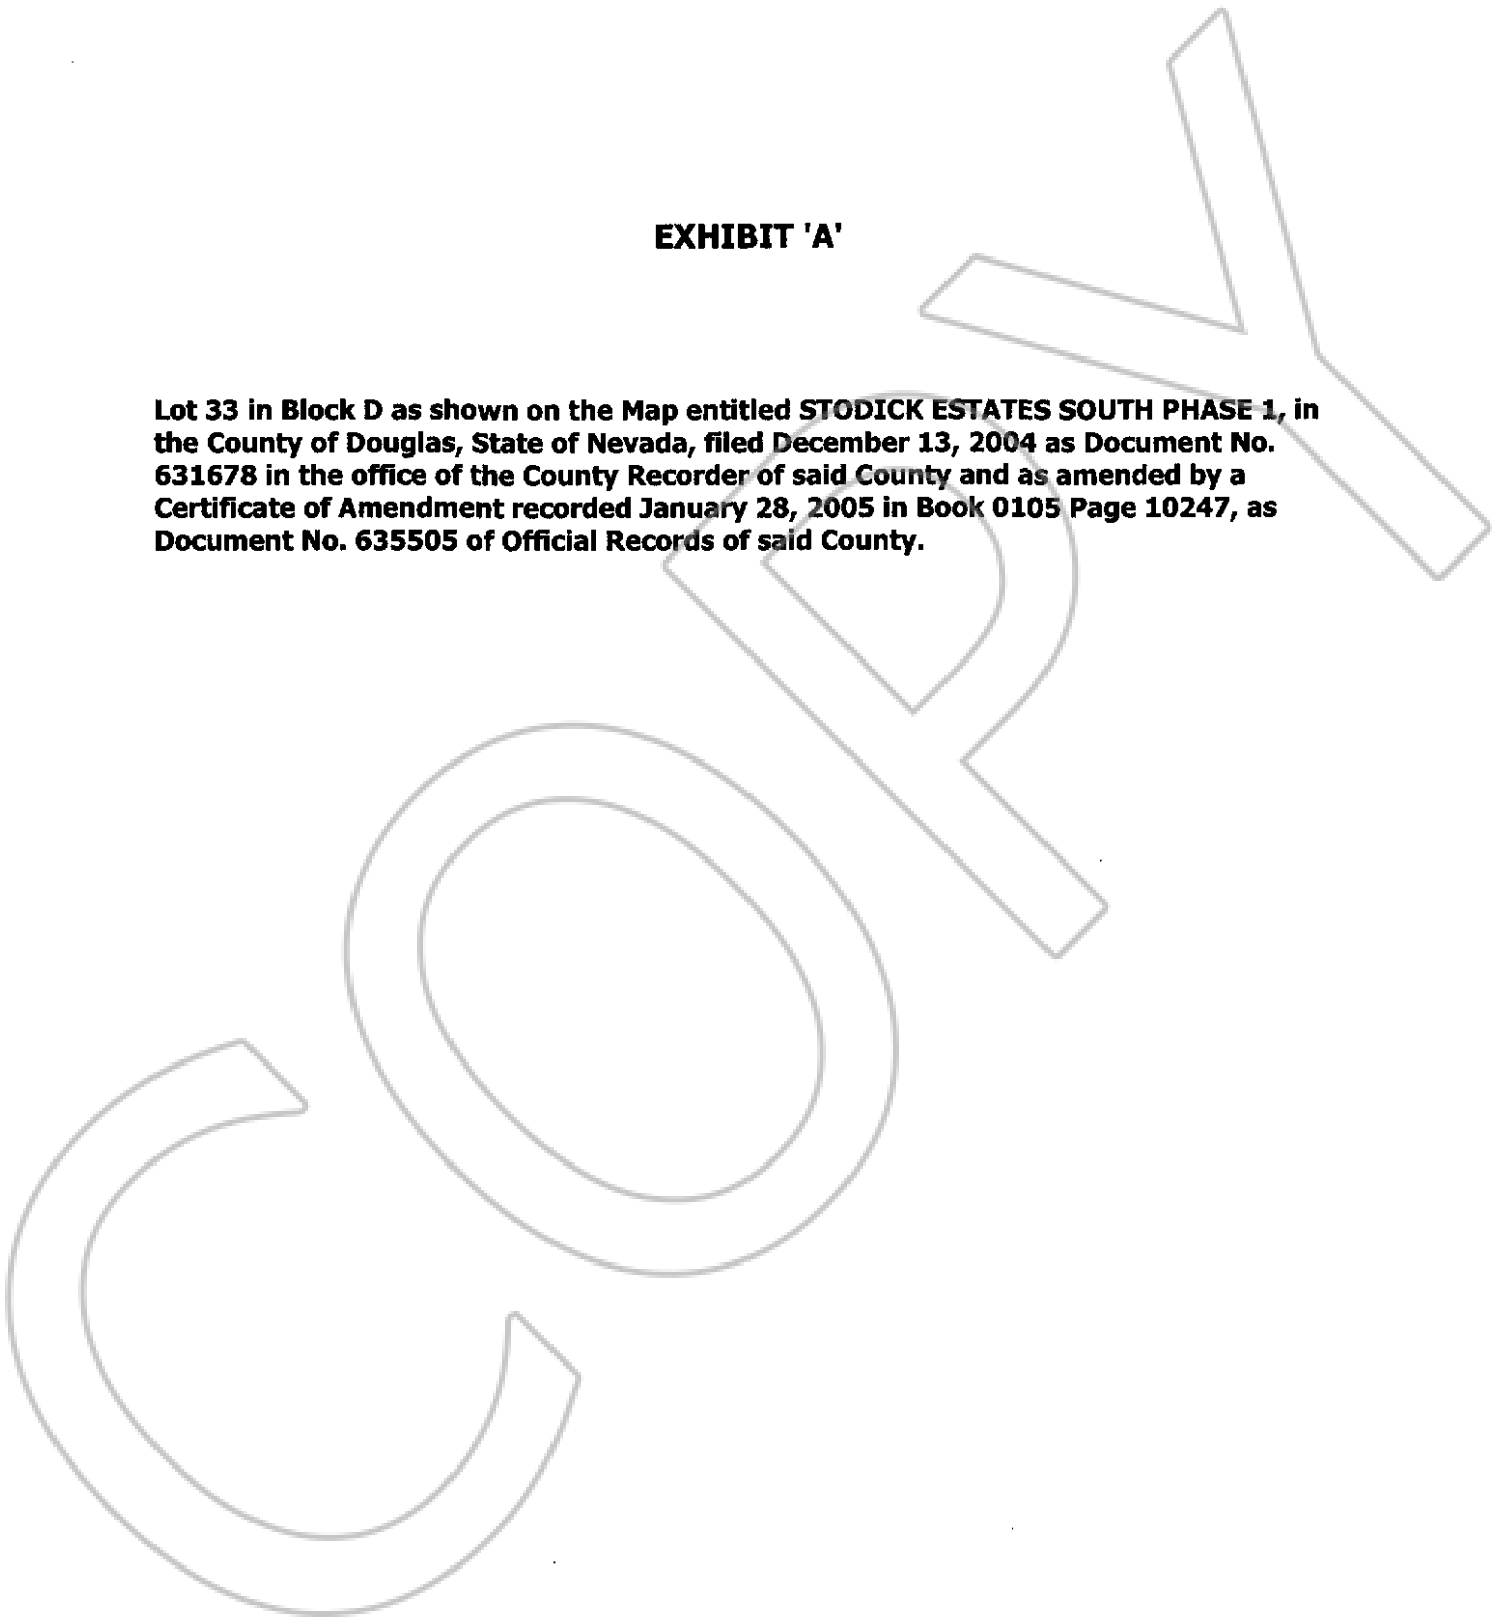 EXHIBIT 'A'
Lot 33 in Block D as shown on the Map entitled STODICK ESTATES SOUTH PHASE 1, in
the County of Douglas, State of Nevada, filed December 13, 2004 as Document No.
631678 in the office of the County Recorder of said County and as amended by a
Certificate of Amendment recorded January 28, 2005 in Book 0105 Page 10247, as
Document No. 635505 of Official Records of said County.
COPY